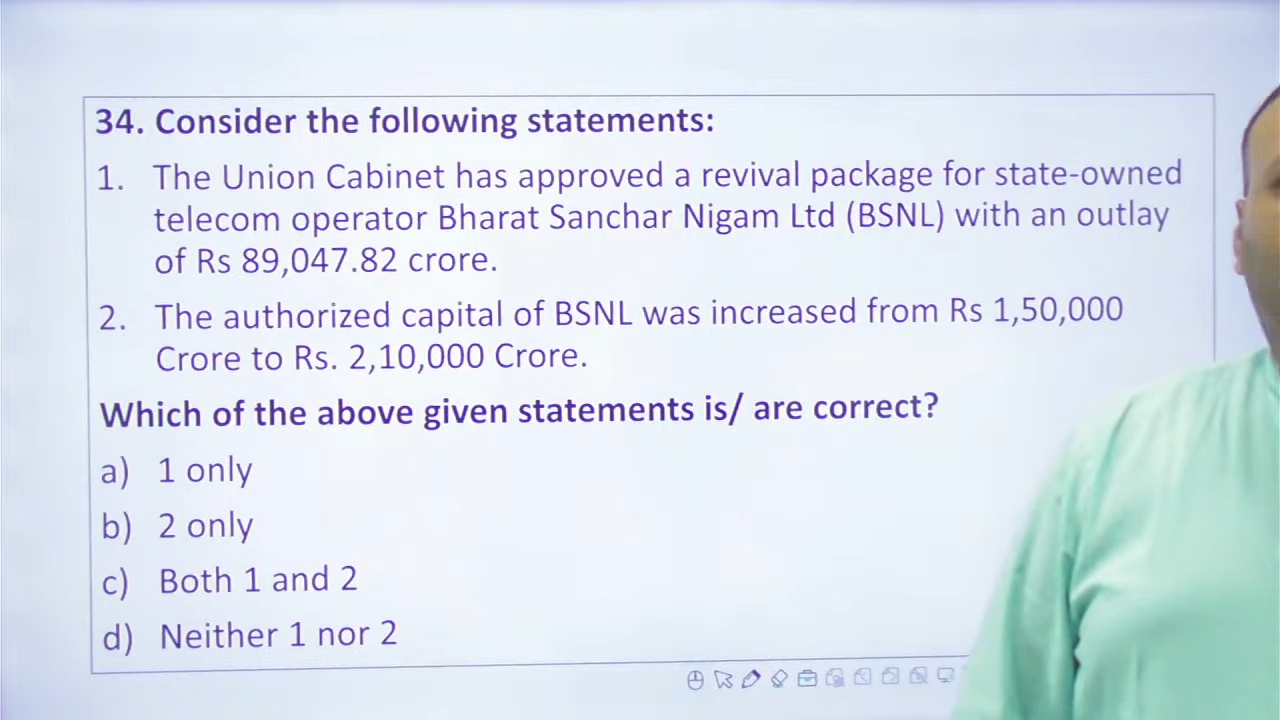 34. Consider the following statements:
1. The Union Cabinet has approved a revival package for state-owned
telecom operator Bharat Sanchar Nigam Ltd (BSNL) with an outlay
of Rs 89,047.82 crore.
2. The authorized capital of BSNL was increased from Rs 1,50,000
Crore to Rs. 2,10,000 Crore.
Which of the above given statements is/ are correct?
a) 1 only
b) 2 only
c) Both 1 and 2
d) Neither 1 nor 2